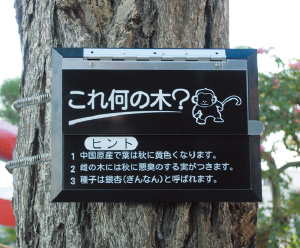 これ何の木?
ヒント
1 中国原産で葉は秋に黄色くなります。
2 雌の木には秋に悪臭のする実がつきます。
3 種子は銀杏(ぎんなん)と呼ばれます。